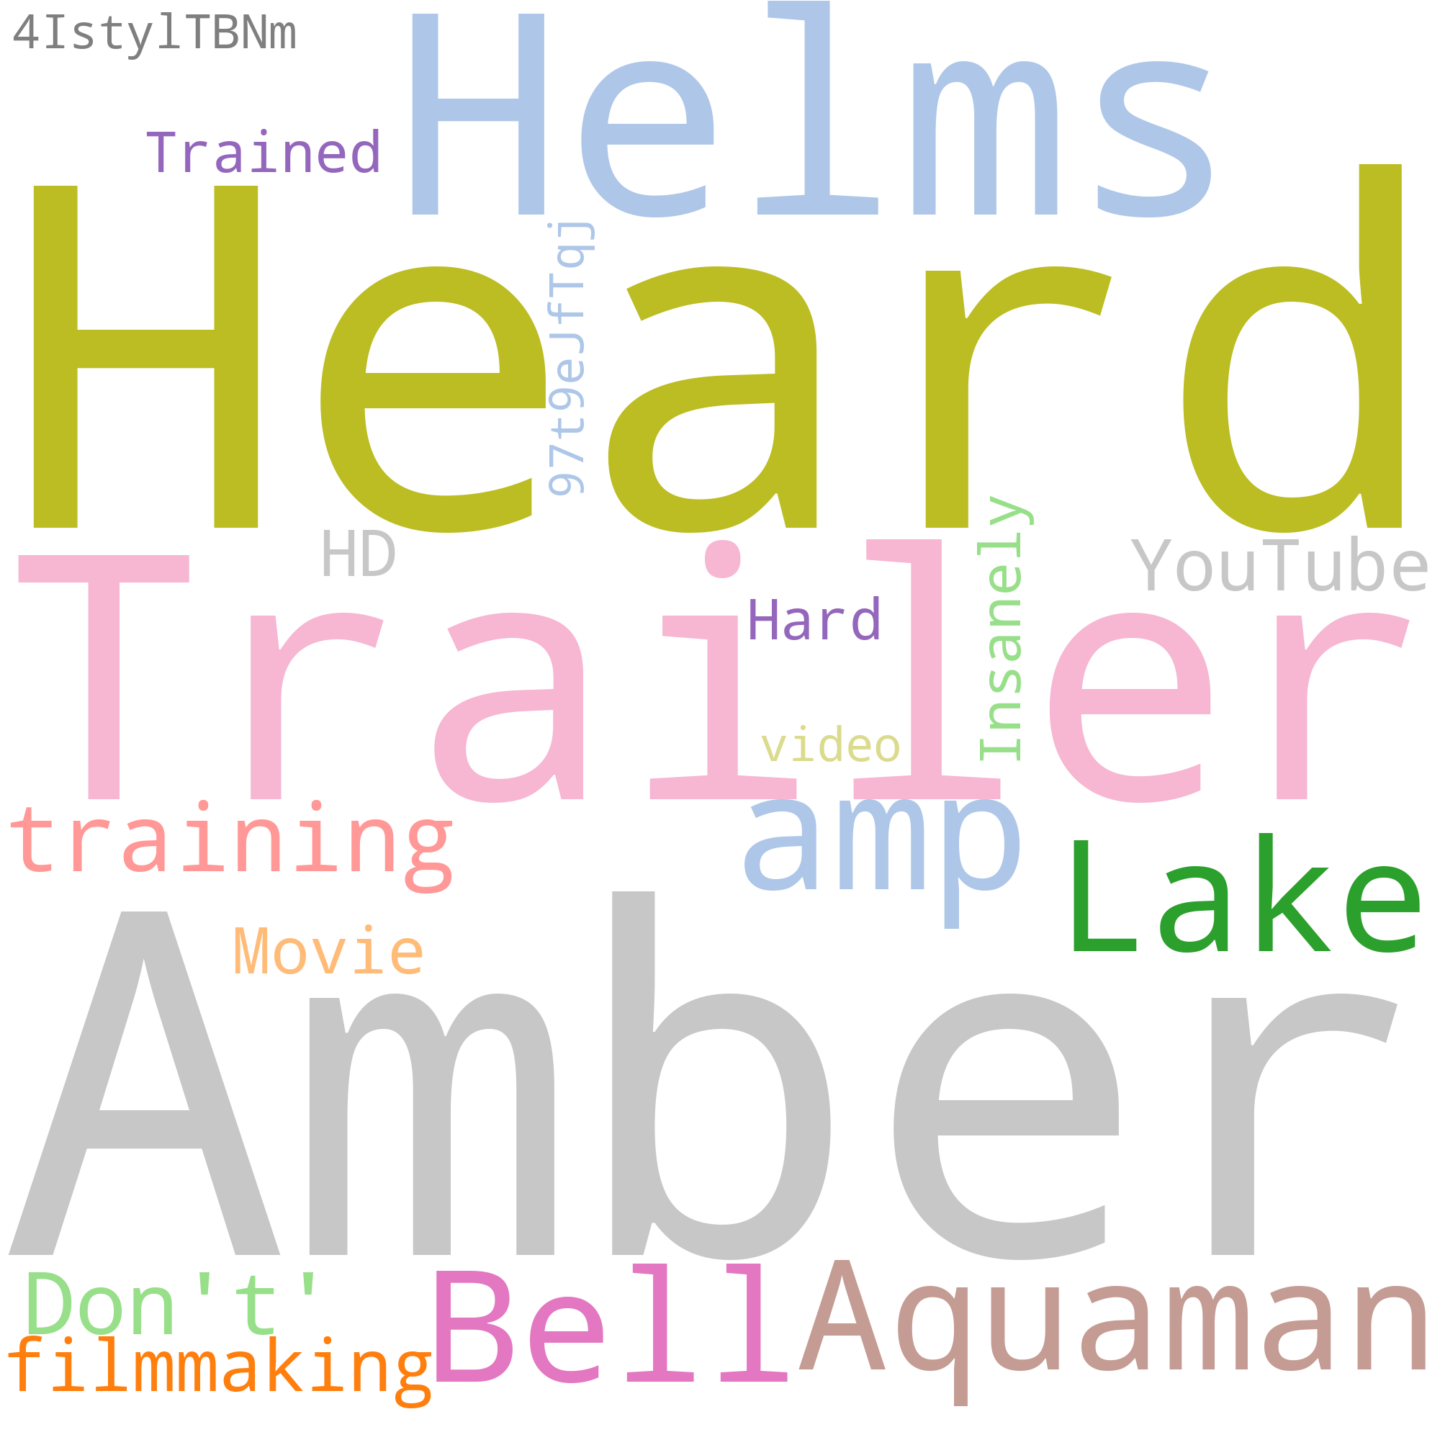 4IstylTBNm
Helms
Trained
Heard
97t9eJfTqj
HD
Trailer
Insanely
YouTube
Hard
video
training
amp
Lake
Amber
Movie
Don't'
Bell
Aquaman
filmmaking